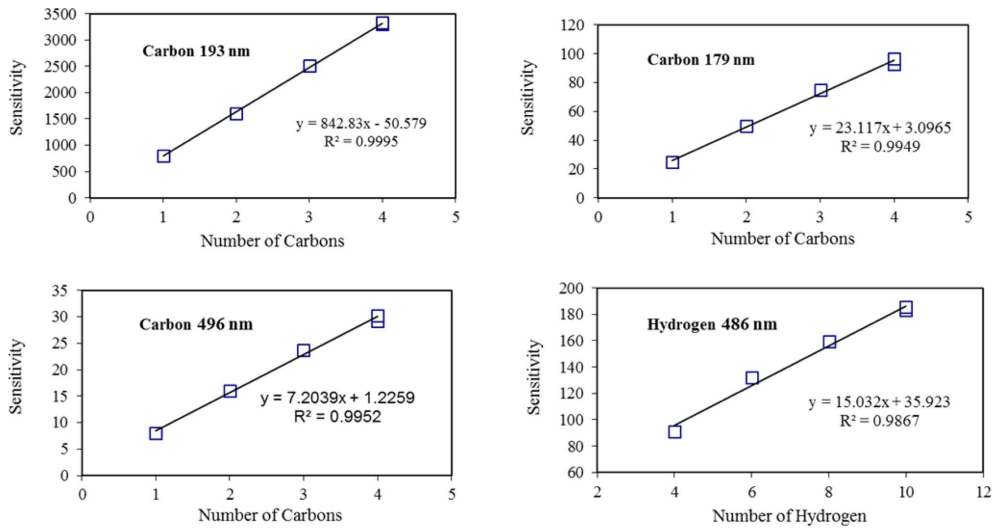 Carbon 193 nm
Sensitivity
3500
3000
2500
2000
1500
1000
500
0
y = 842.83x - 50.579
R² = 0.9995
0 1 2 3 4 5
Number of Carbons
Carbon 179 nm
Sensitivity
120
100
80
60
40
20
0
y = 23.117x + 3.0965
R² = 0.9949
0 1 2 3 4 5
Number of Carbons
Carbon 496 nm
Sensitivity
35
30
25
20
15
10
5
0
y = 7.2039x + 1.2259
R² = 0.9952
0 1 2 3 4 5
Number of Carbons
Hydrogen 486 nm
Sensitivity
200
180
160
140
120
100
80
60
y = 15.032x + 35.923
R² = 0.9867
2 4 6 8 10 12
Number of Hydrogen